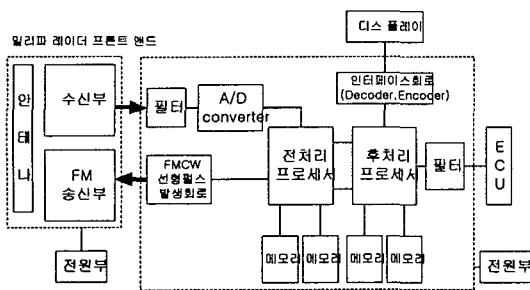 디스 플레이
밀리파 레이더 프론트 앤드
인터페이스회로
(Decoder, Encoder)
안테나
수신부
필터
A/D
converter
전처리
프로세서
후처리
프로세서
필터
ECU
FM
송신부
FMCW
선형펄스
발생회로
메모리
메모리
메모리
메모리
전원부
전원부